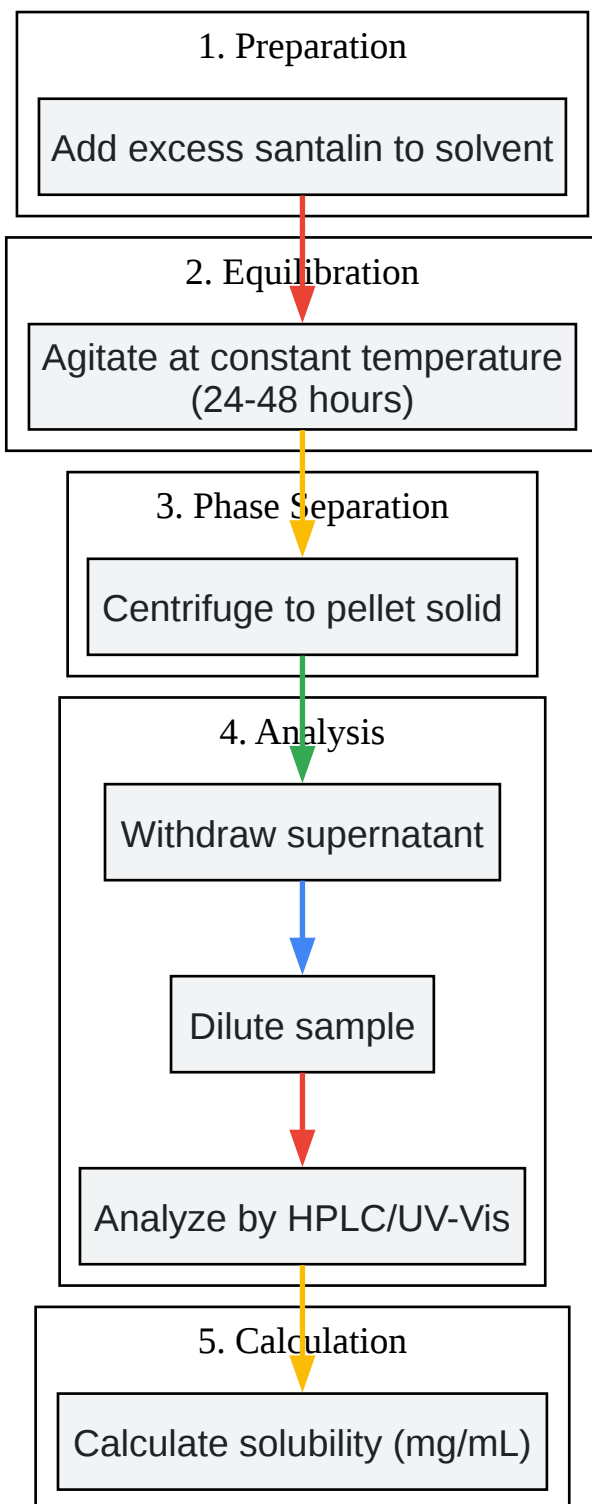 1. Preparation
Add excess santalin to solvent
2. Equilibration
Agitate at constant temperature
(24-48 hours)
3. Phase Separation
Centrifuge to pellet solid
4. Analysis
Withdraw supernatant
Dilute sample
Analyze by HPLC/UV-Vis
5. Calculation
Calculate solubility (mg/mL)